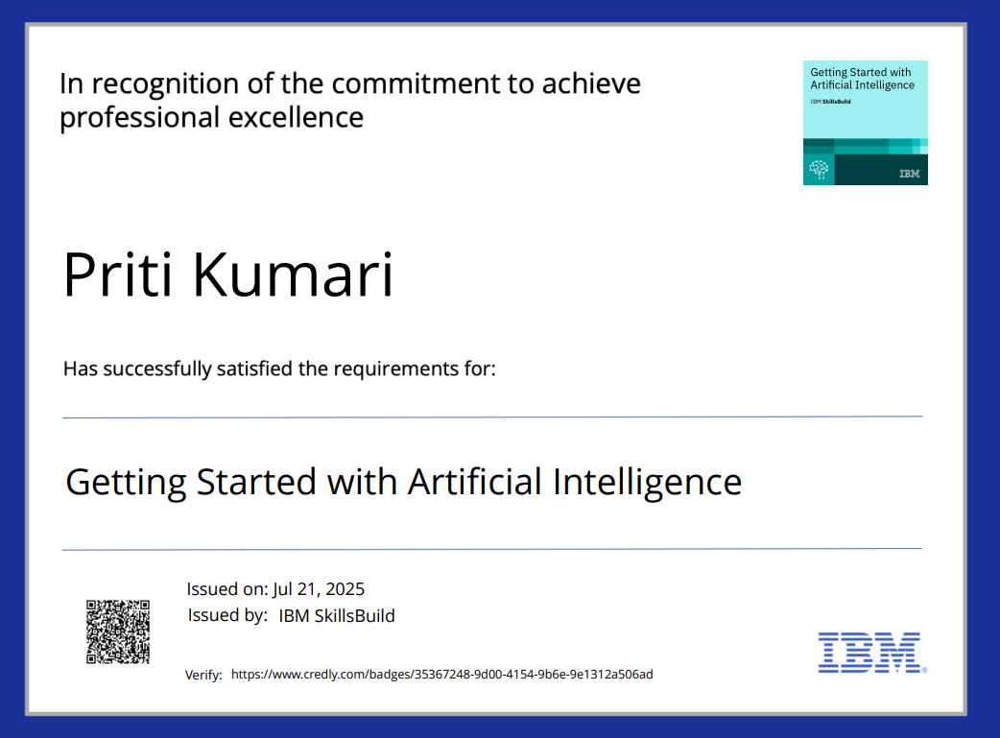 In recognition of the commitment to achieve
professional excellence
Getting Started with
Artificial Intelligence
IBM SkillsBuild
IBM
Priti Kumari
Has successfully satisfied the requirements for:
Getting Started with Artificial Intelligence
Issued on: Jul 21, 2025
Issued by: IBM SkillsBuild
Verify: https://www.credly.com/badges/35367248-9d00-4154-9b6e-9e1312a506ad
IBM®